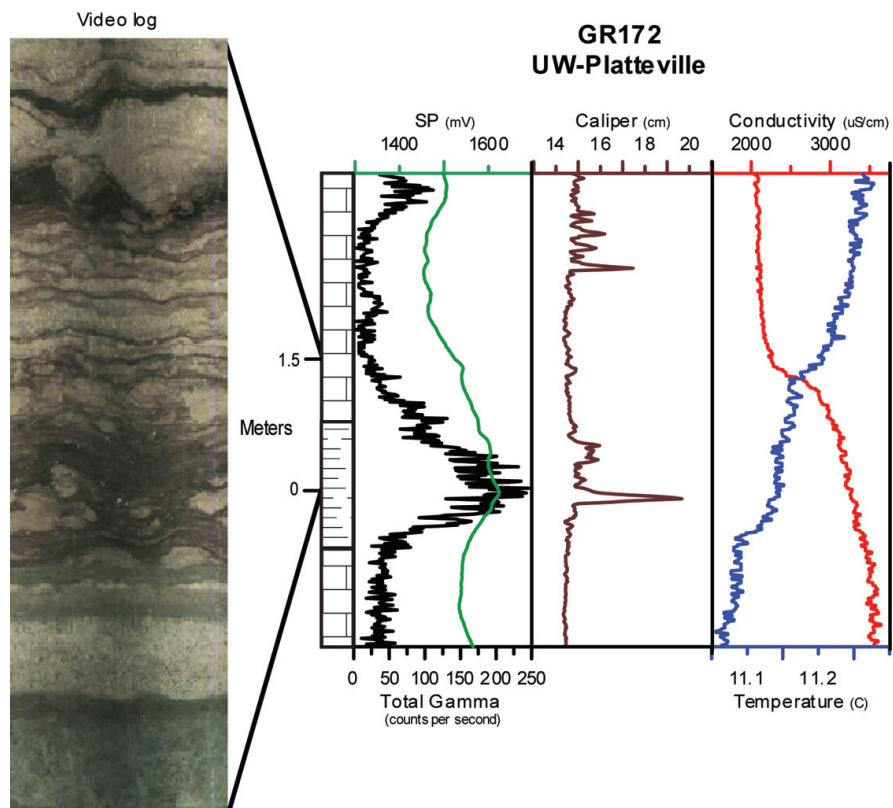 Video log
GR172
UW-Platteville
SP (mV)
1400 1600
Caliper (cm)
14 16 18 20
Conductivity (uS/cm)
2000 3000
1.5
Meters
0
0 50 100 150 200 250
Total Gamma
(counts per second)
11.1 11.2
Temperature (C)